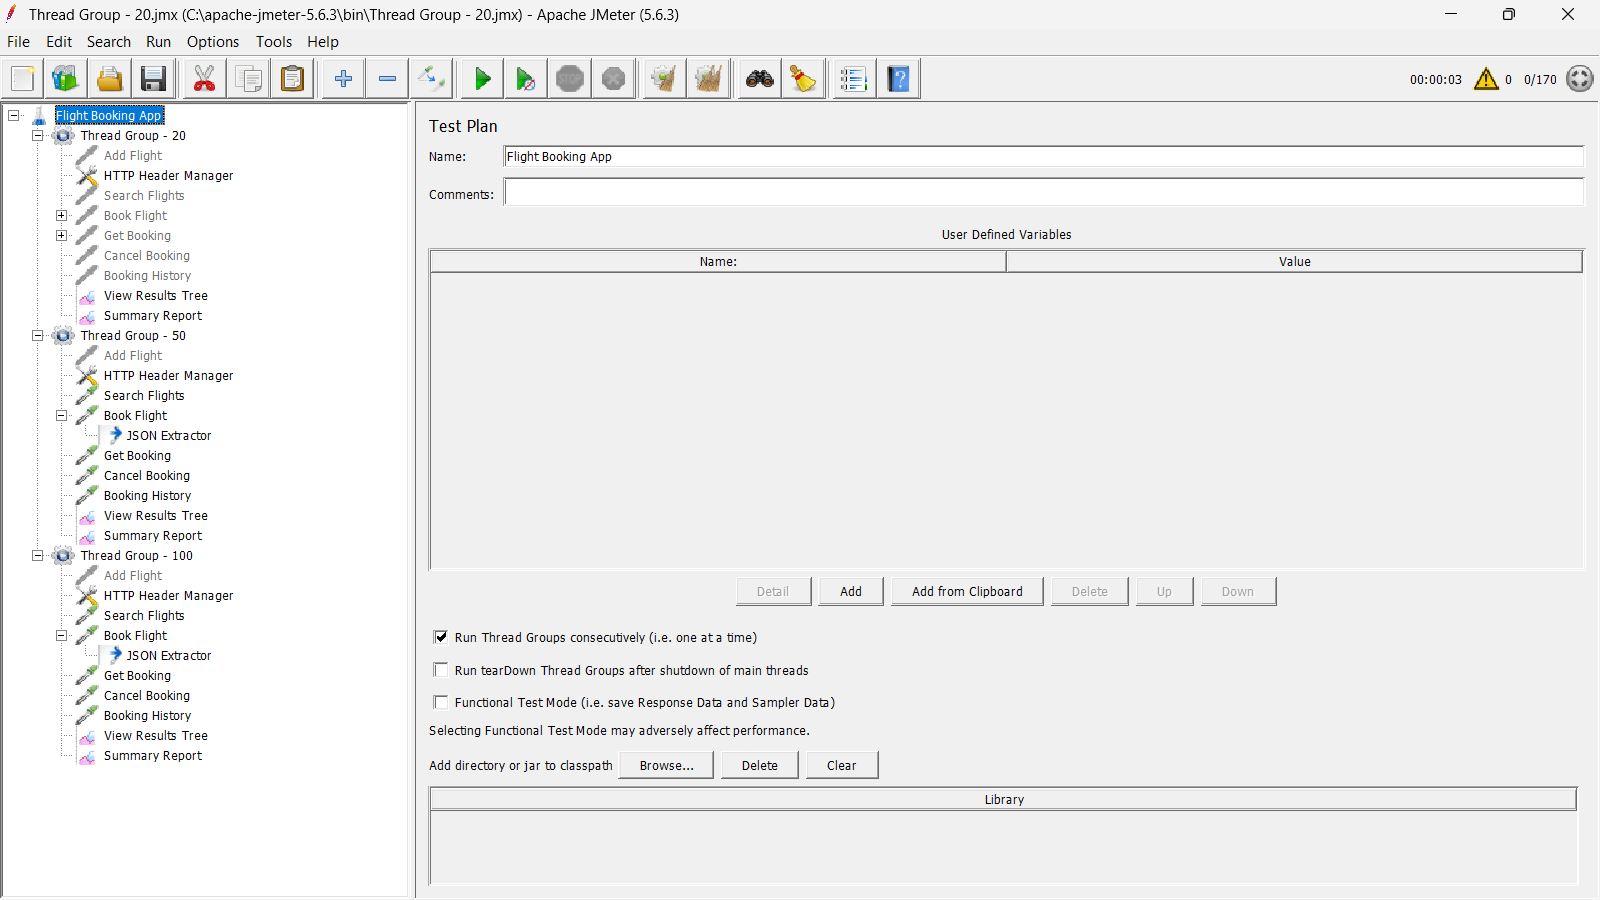 Thread Group - 20.jmx (C:\apache-jmeter-5.6.3\bin\Thread Group - 20.jmx) - Apache JMeter (5.6.3)
File Edit Search Run Options Tools Help
STOP
00:00:03 0 0/170
Flight Booking App
Thread Group - 20
Add Flight
HTTP Header Manager
Search Flights
Book Flight
Get Booking
Cancel Booking
Booking History
View Results Tree
Summary Report
Thread Group - 50
Add Flight
HTTP Header Manager
Search Flights
Book Flight
JSON Extractor
Get Booking
Cancel Booking
Booking History
View Results Tree
Summary Report
Thread Group - 100
Add Flight
HTTP Header Manager
Search Flights
Book Flight
JSON Extractor
Get Booking
Cancel Booking
Booking History
View Results Tree
Summary Report
Test Plan
Name: Flight Booking App
Comments:
User Defined Variables
Name: Value
Detail Add Add from Clipboard Delete Up Down
Run Thread Groups consecutively (i.e. one at a time)
Run tearDown Thread Groups after shutdown of main threads
Functional Test Mode (i.e. save Response Data and Sampler Data)
Selecting Functional Test Mode may adversely affect performance.
Add directory or jar to classpath Browse... Delete Clear
Library